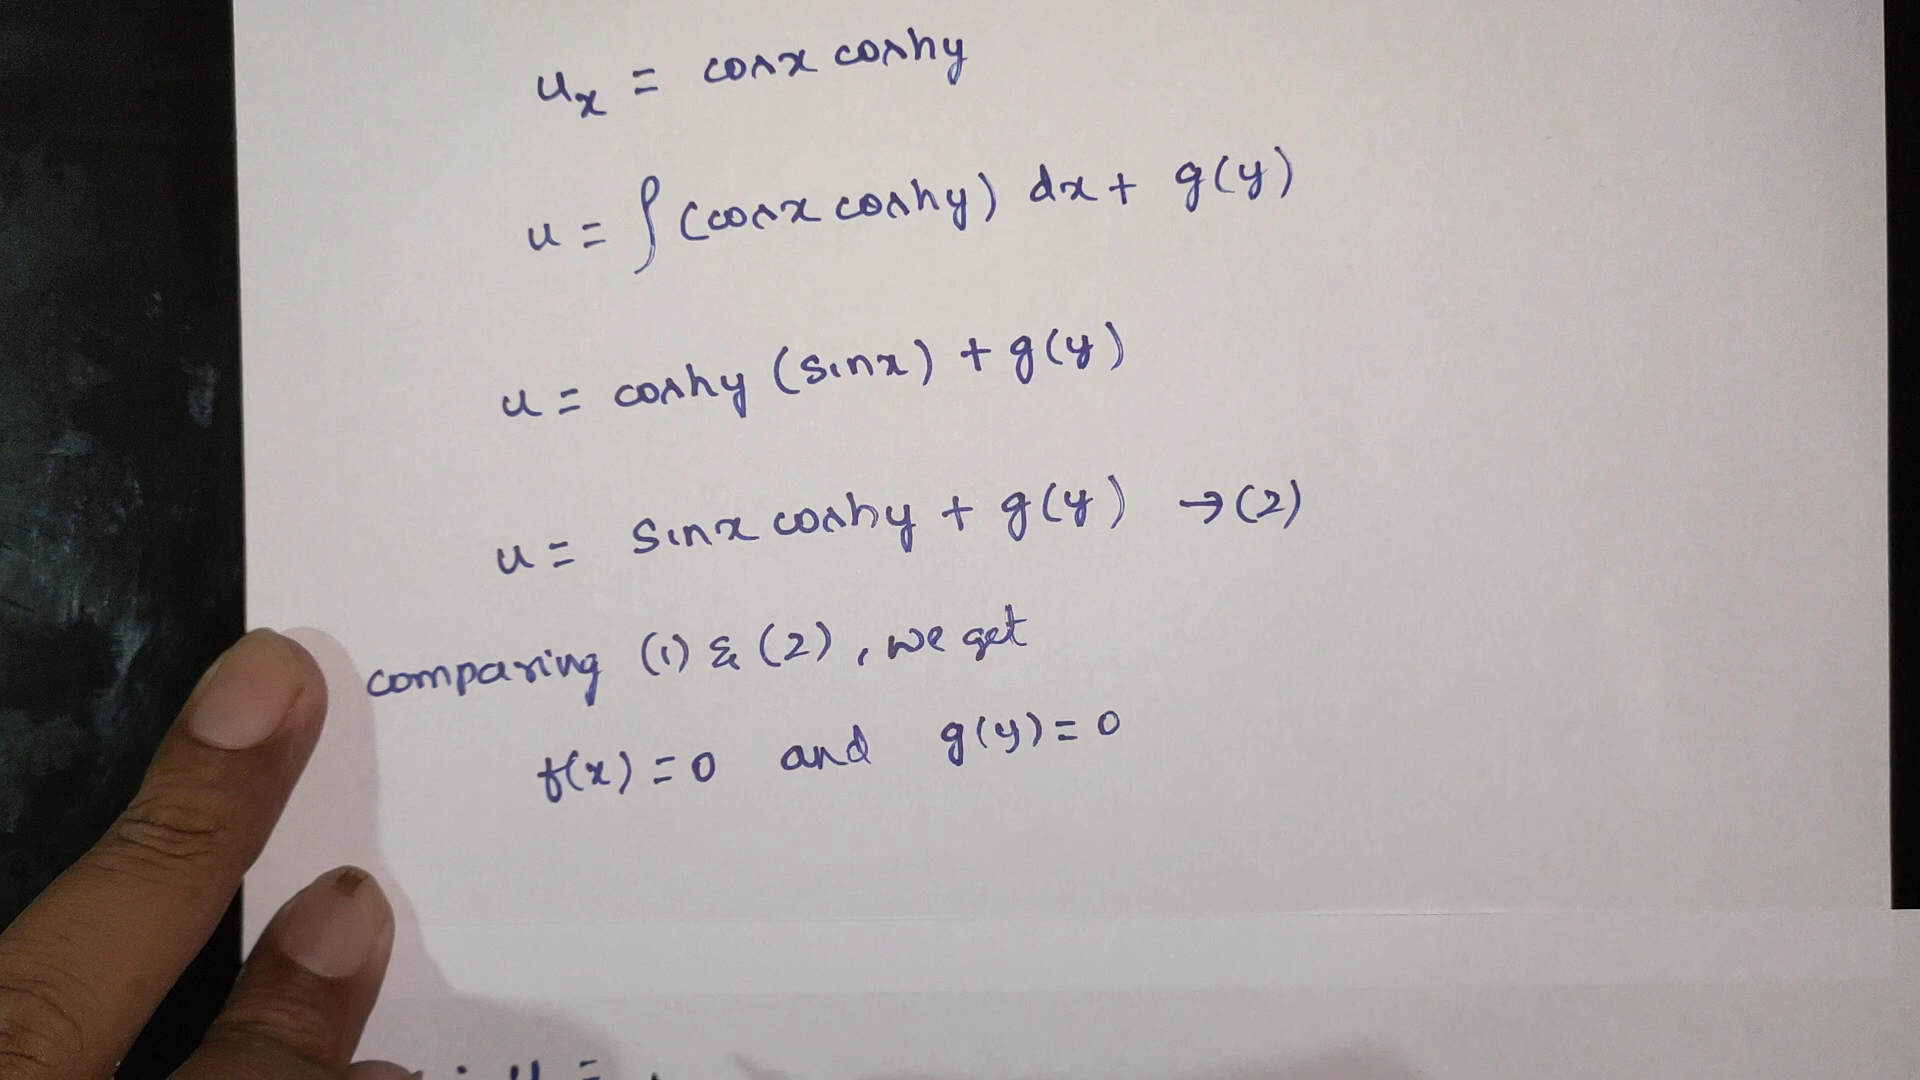 u_x = cosx coshy
u = ∫ (cosx coshy) dx + g(y)
u = coshy (sinx) + g(y)
u = sinx coshy + g(y) → (2)
comparing (1) & (2), we get
f(x) = 0 and g(y) = 0